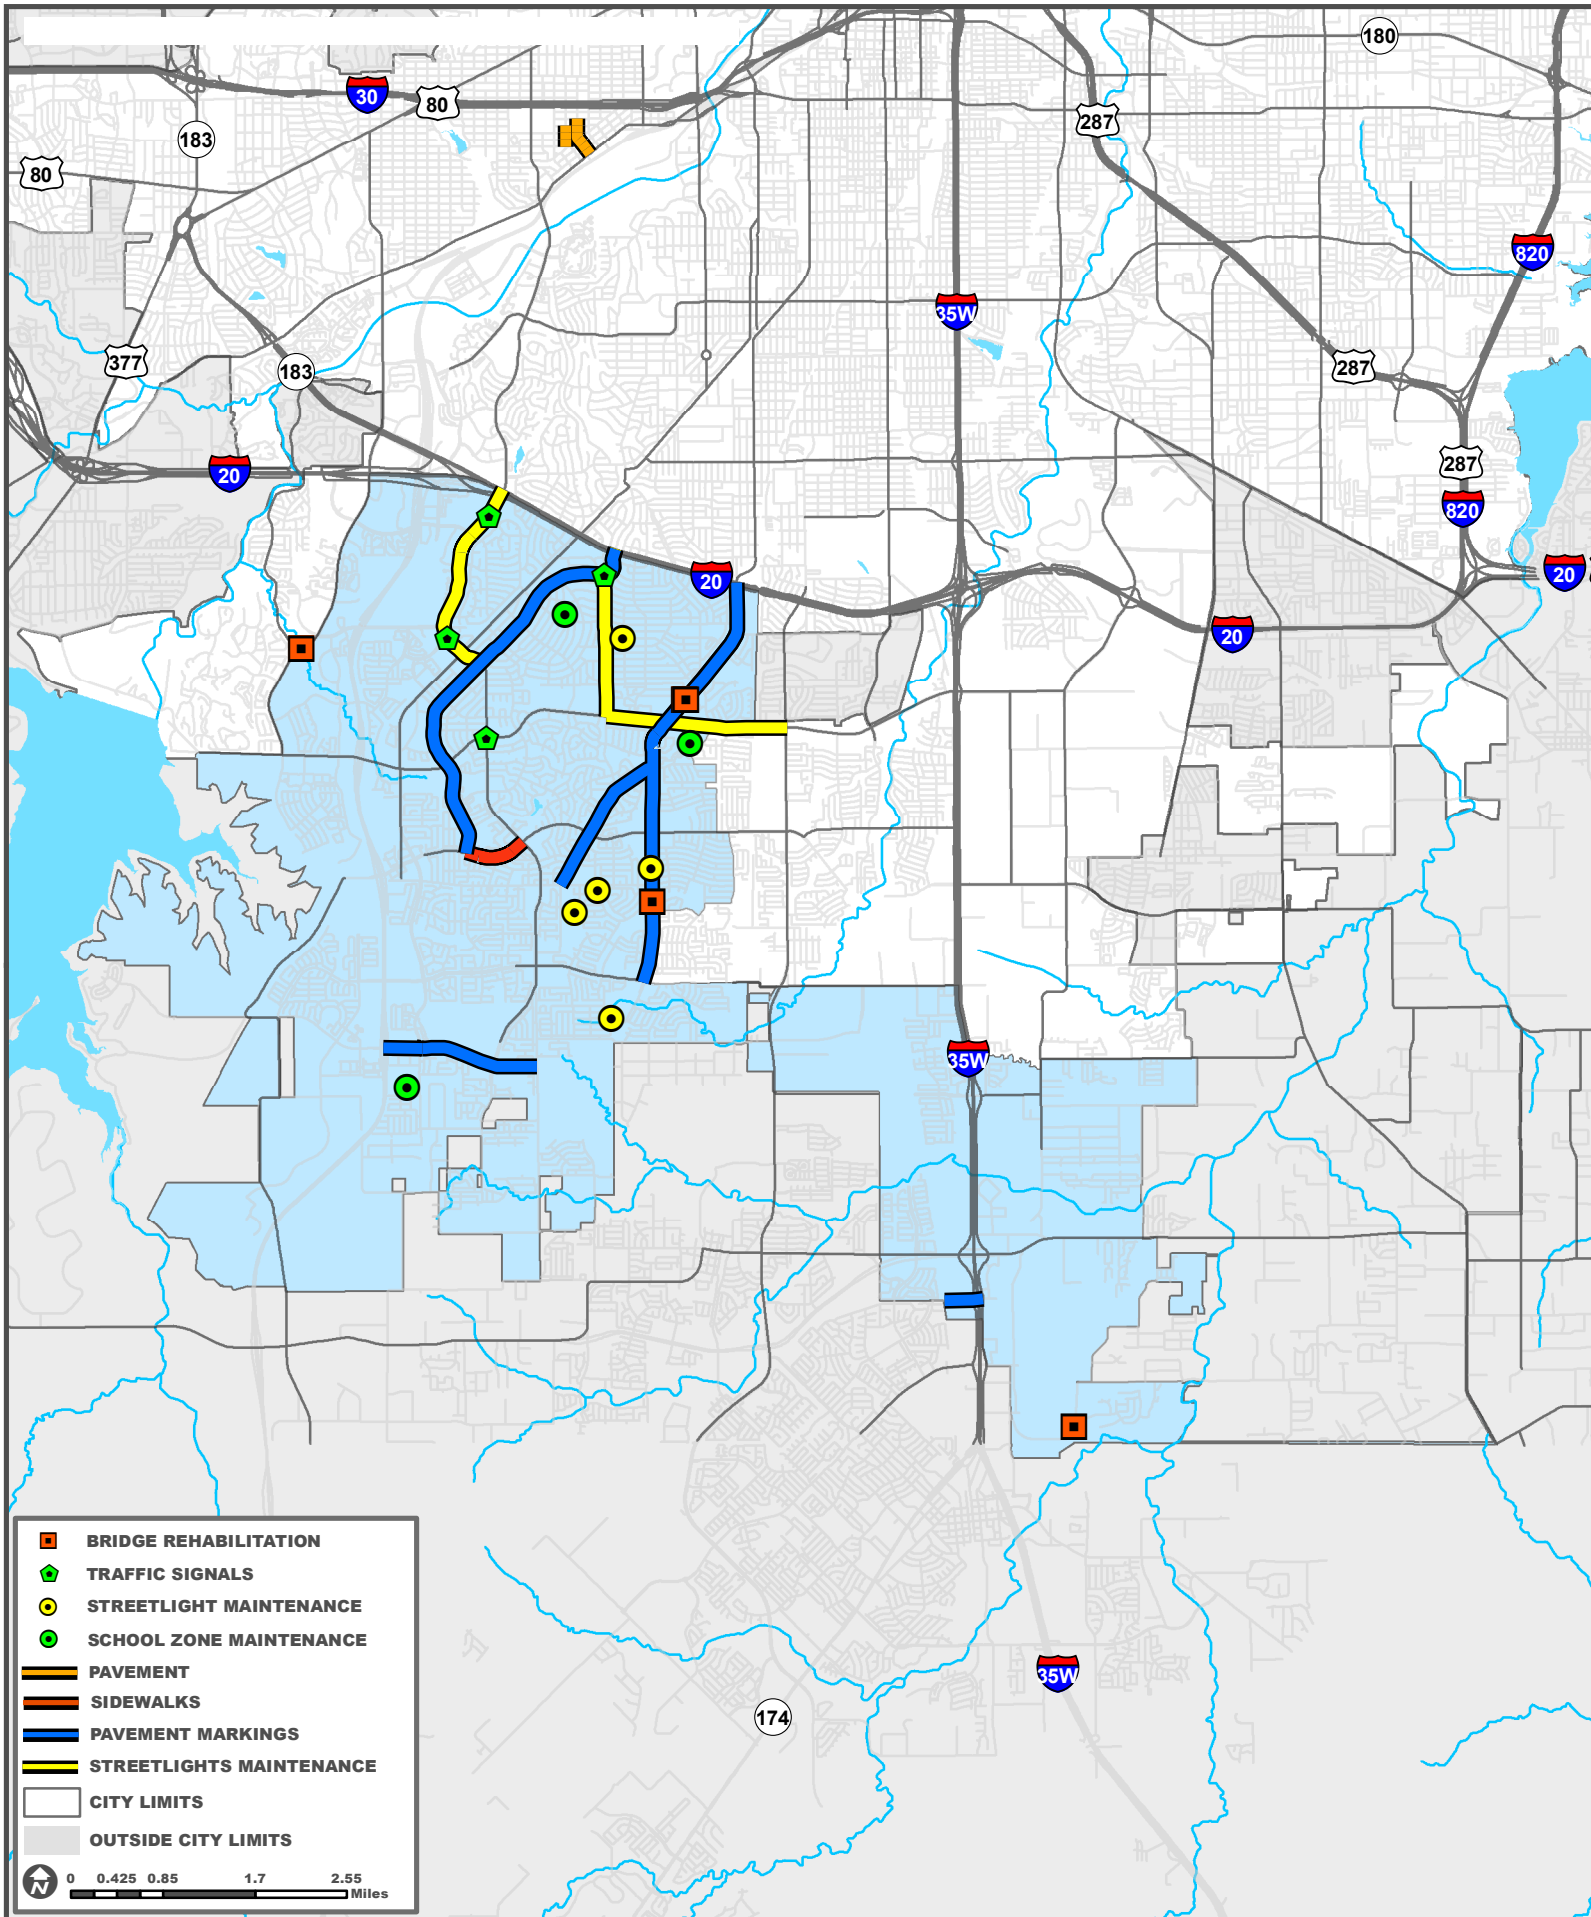 180
30
80
183
287
80
820
35W
377
183
287
20
287
820
20
20
20
35W
BRIDGE REHABILITATION
TRAFFIC SIGNALS
STREETLIGHT MAINTENANCE
SCHOOL ZONE MAINTENANCE
PAVEMENT
SIDEWALKS
PAVEMENT MARKINGS
STREETLIGHTS MAINTENANCE
CITY LIMITS
OUTSIDE CITY LIMITS
N
0 0.425 0.85 1.7 2.55
Miles
35W
174